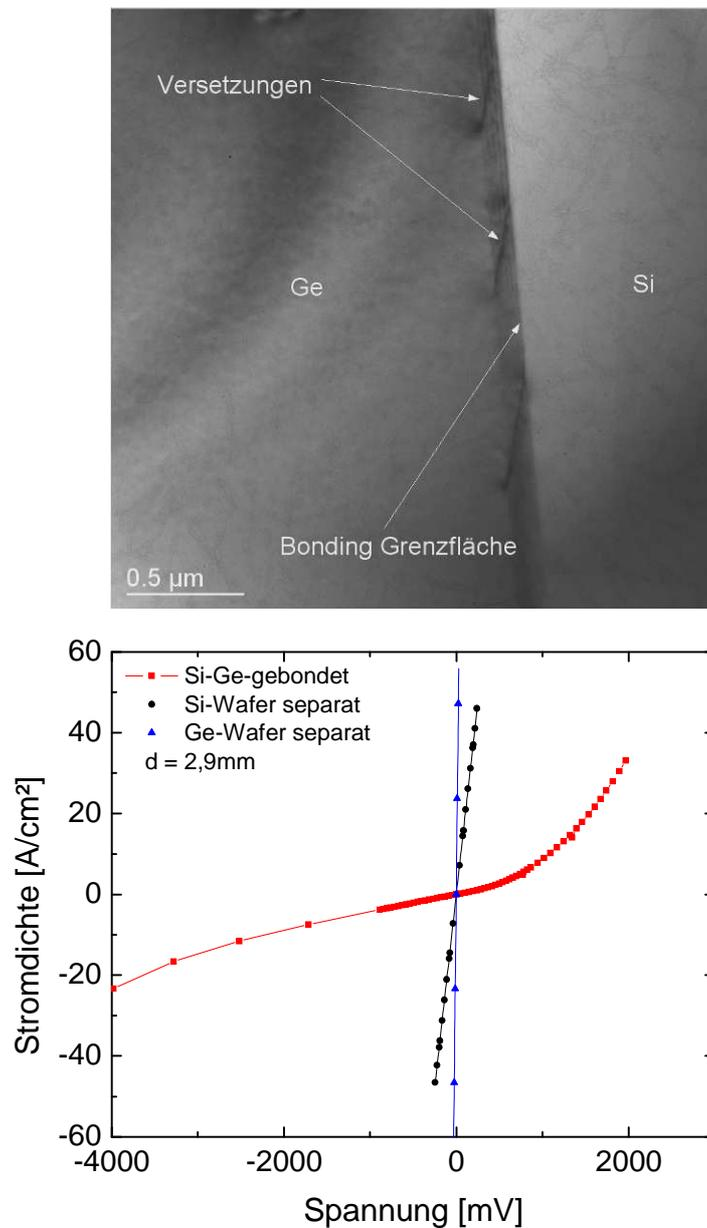 Versetzungen
Ge
Si
Bonding Grenzfläche
0.5 µm
60
40
20
0
-20
-40
-60
Stromdichte [A/cm²]
Si-Ge-gebondet
Si-Wafer separat
Ge-Wafer separat
d = 2,9mm
-4000 -2000 0 2000
Spannung [mV]